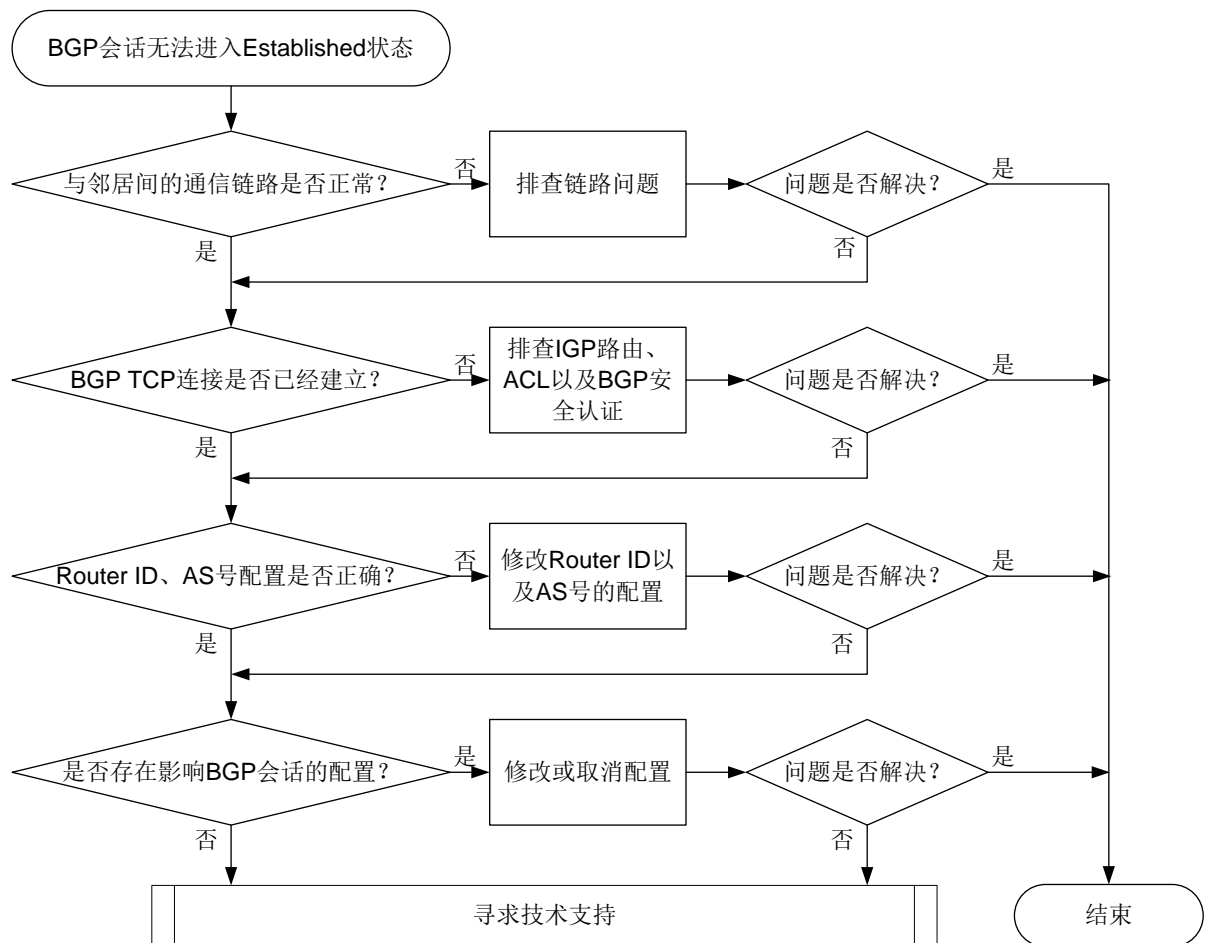 BGP会话无法进入Established状态
与邻居间的通信链路是否正常？
否
排查链路问题
问题是否解决？
是
是
否
BGP TCP连接是否已经建立？
否
排查IGP路由、
ACL以及BGP安
全认证
问题是否解决？
是
是
否
Router ID、AS号配置是否正确？
否
修改Router ID以
及AS号的配置
问题是否解决？
是
是
否
是否存在影响BGP会话的配置？
是
修改或取消配置
问题是否解决？
是
否
否
寻求技术支持
结束